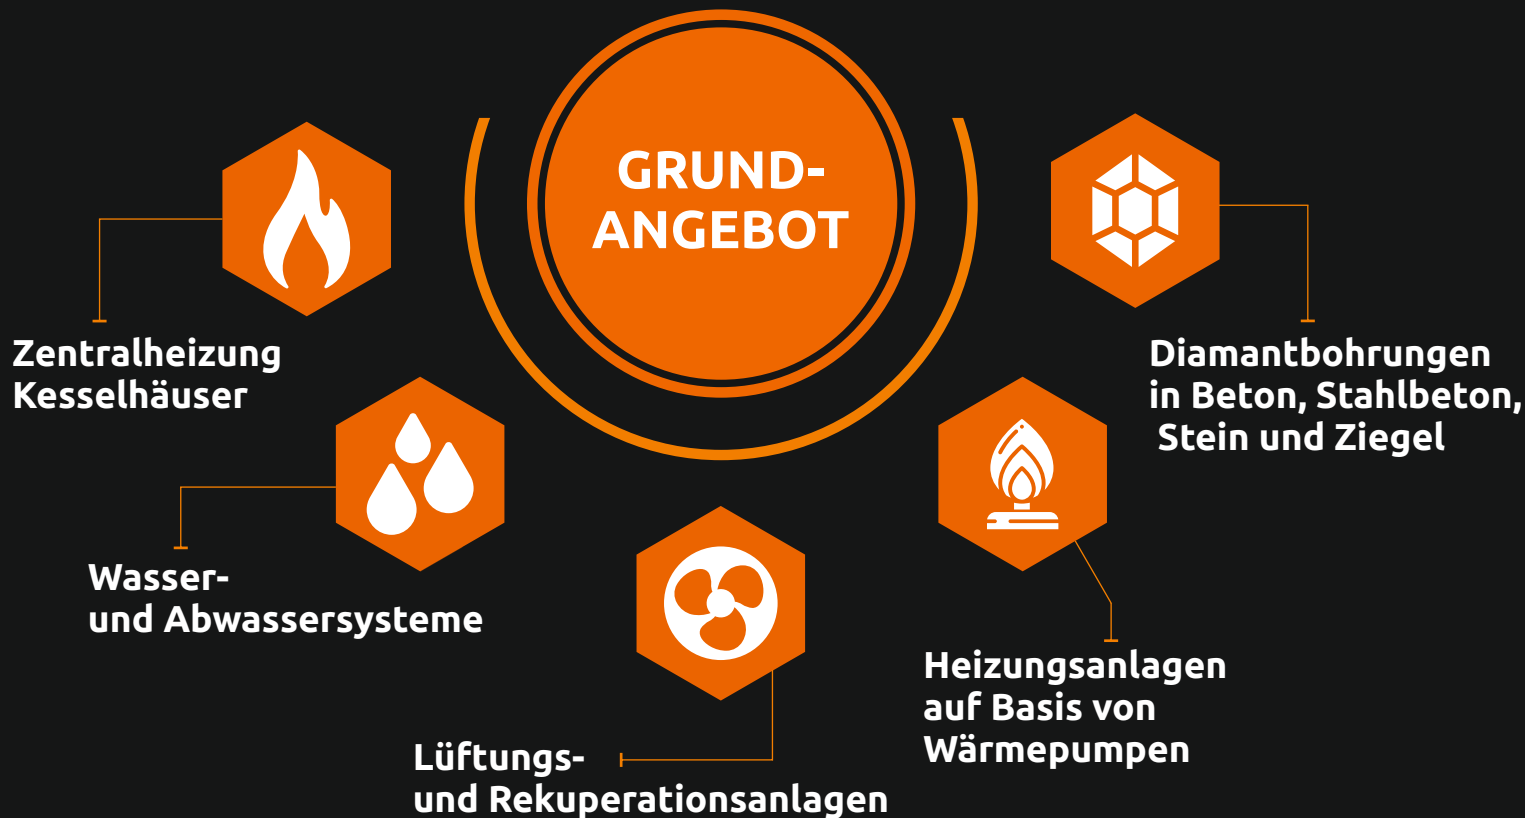 GRUND-
ANGEBOT
Zentralheizung
Kesselhäuser
Wasser-
und Abwassersysteme
Lüftungs-
und Rekuperationsanlagen
Heizungsanlagen
auf Basis von
Wärmepumpen
Diamantbohrungen
in Beton, Stahlbeton,
Stein und Ziegel